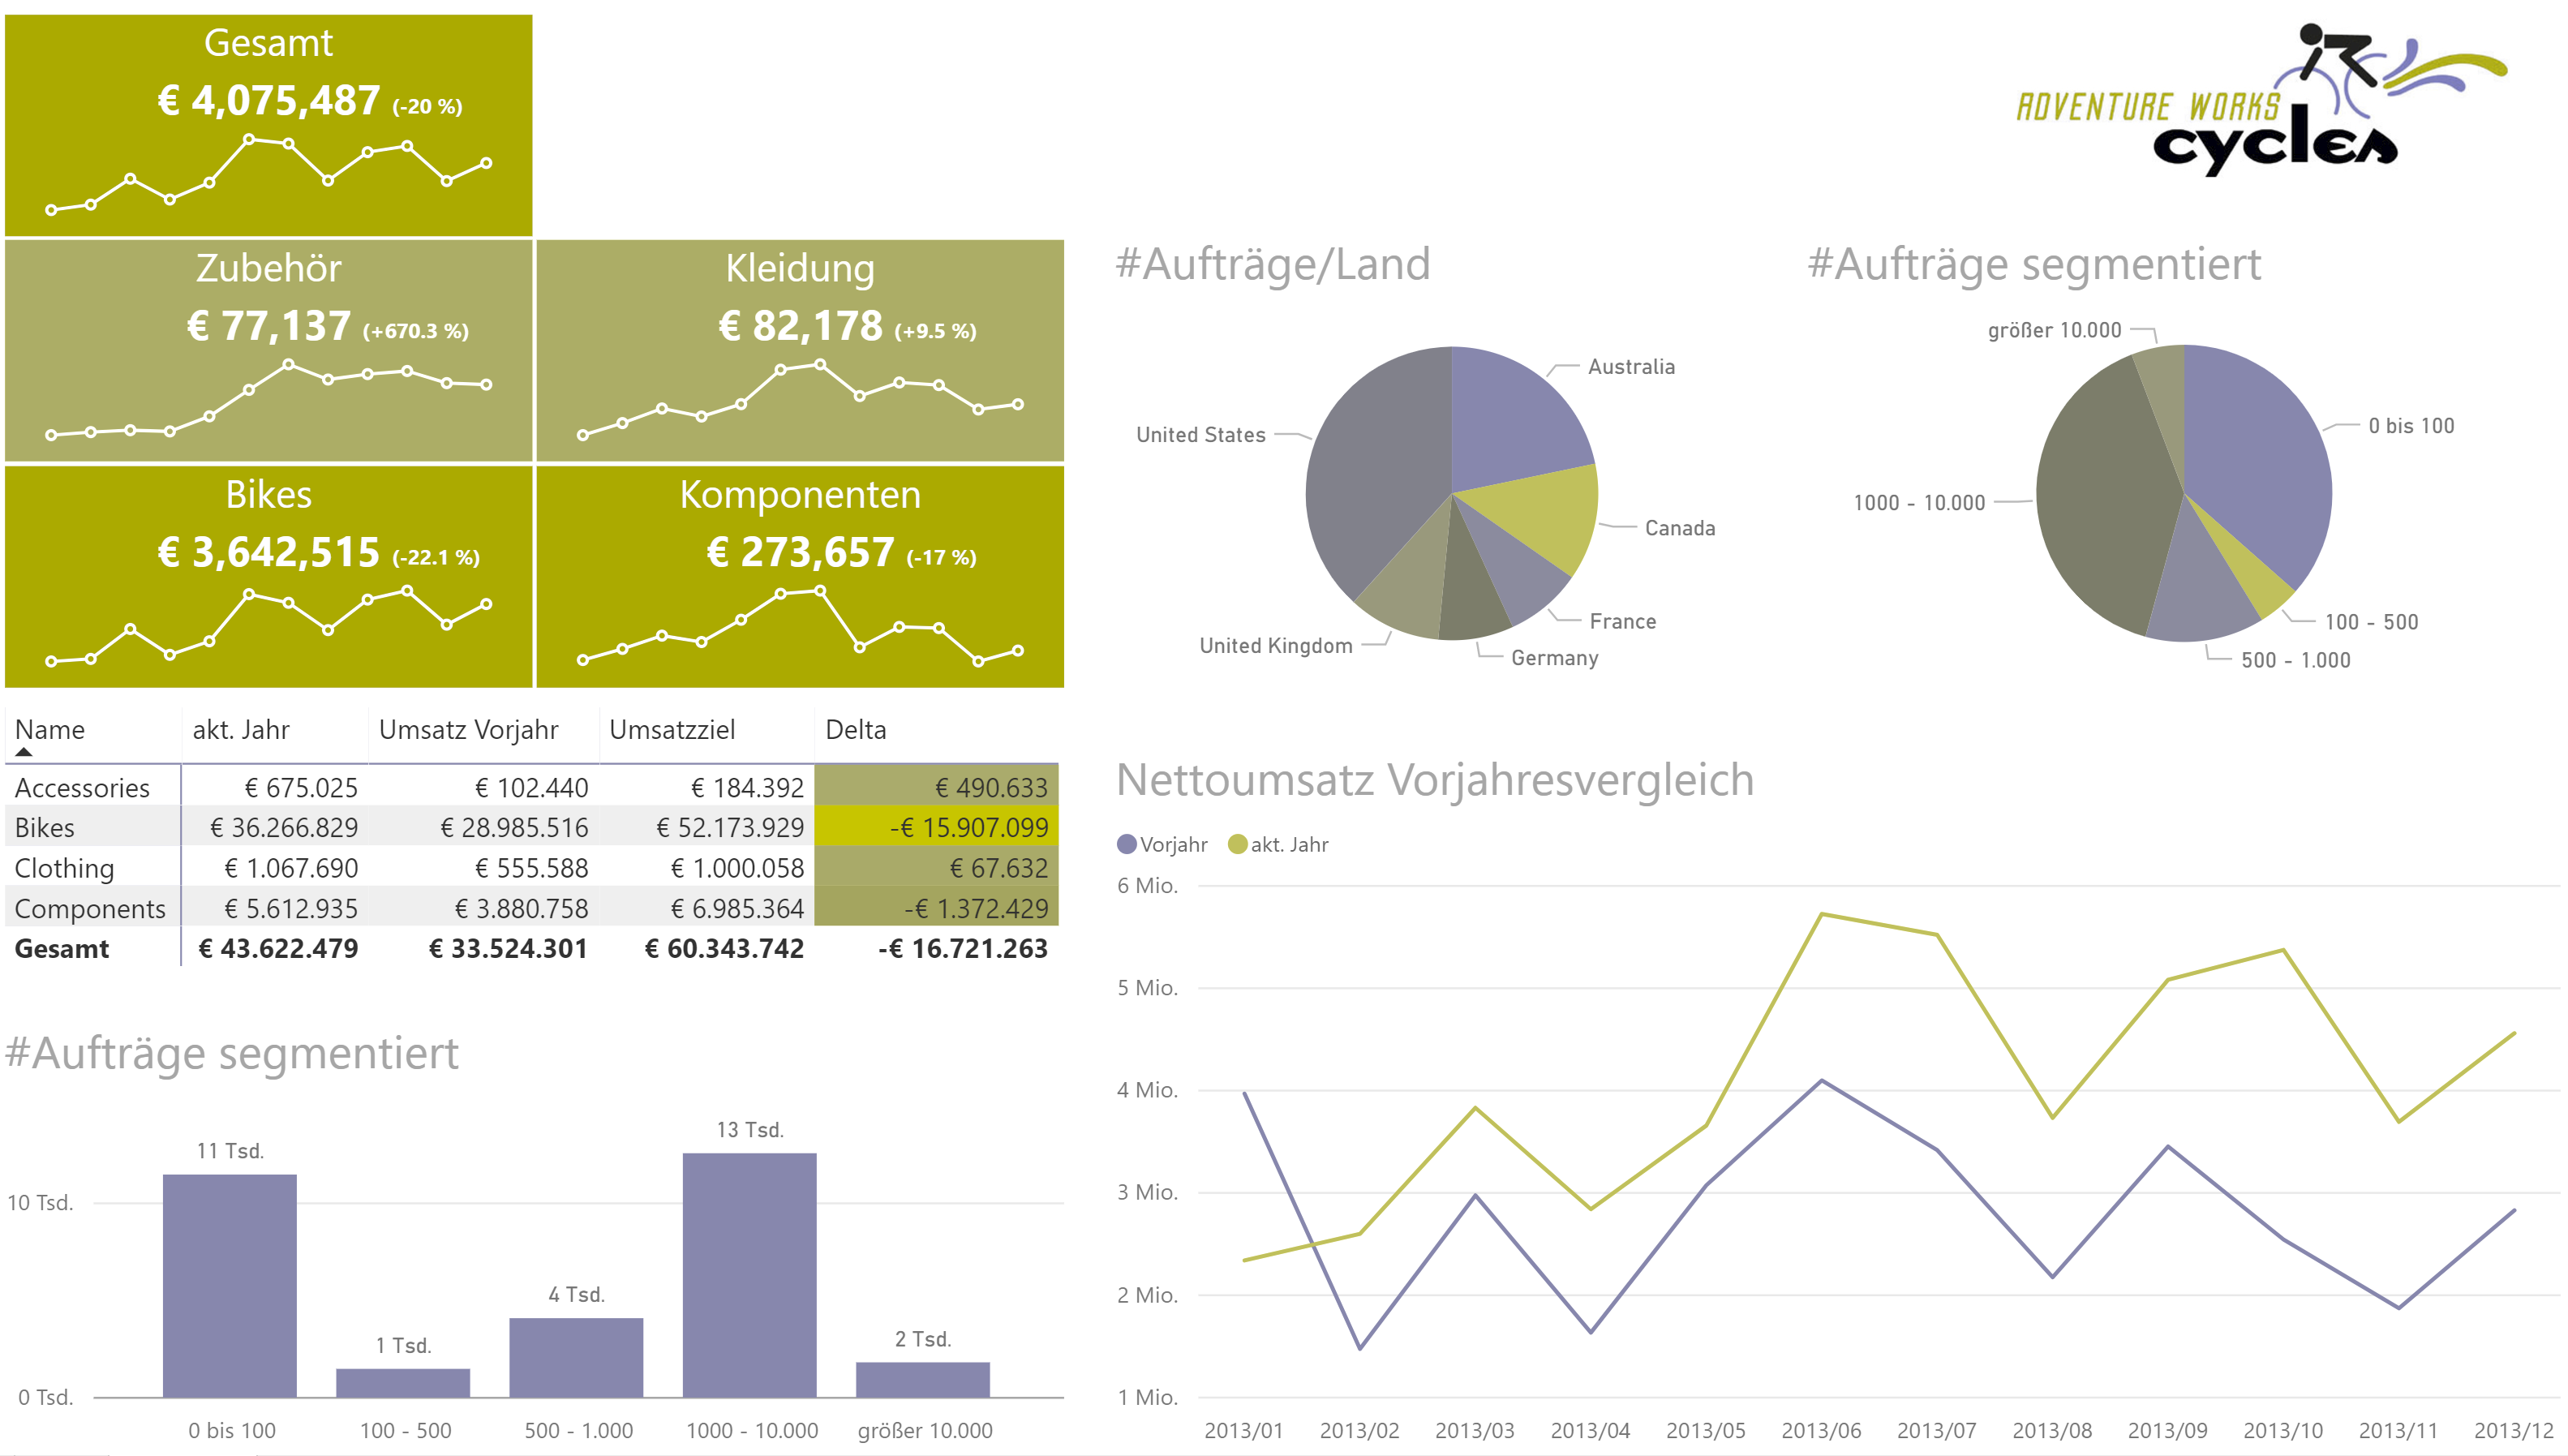 Gesamt
€ 4,075,487 (-20 %)
ADVENTURE WORKS
cycles
Zubehör
€ 77,137 (+670.3 %)
Kleidung
€ 82,178 (+9.5 %)
Bikes
€ 3,642,515 (-22.1 %)
Komponenten
€ 273,657 (-17 %)
#Aufträge/Land
Australia
United States
Canada
France
United Kingdom
Germany
#Aufträge segmentiert
größer 10.000
0 bis 100
1000 - 10.000
100 - 500
500 - 1.000
Name akt. Jahr Umsatz Vorjahr Umsatzziel Delta
Accessories € 675.025 € 102.440 € 184.392 € 490.633
Bikes € 36.266.829 € 28.985.516 € 52.173.929 -€ 15.907.099
Clothing € 1.067.690 € 555.588 € 1.000.058 € 67.632
Components € 5.612.935 € 3.880.758 € 6.985.364 -€ 1.372.429
Gesamt € 43.622.479 € 33.524.301 € 60.343.742 -€ 16.721.263
#Aufträge segmentiert
13 Tsd.
11 Tsd.
10 Tsd.
4 Tsd.
2 Tsd.
1 Tsd.
0 Tsd.
0 bis 100 100 - 500 500 - 1.000 1000 - 10.000 größer 10.000
Nettoumsatz Vorjahresvergleich
Vorjahr akt. Jahr
6 Mio.
5 Mio.
4 Mio.
3 Mio.
2 Mio.
1 Mio.
2013/01 2013/02 2013/03 2013/04 2013/05 2013/06 2013/07 2013/08 2013/09 2013/10 2013/11 2013/12